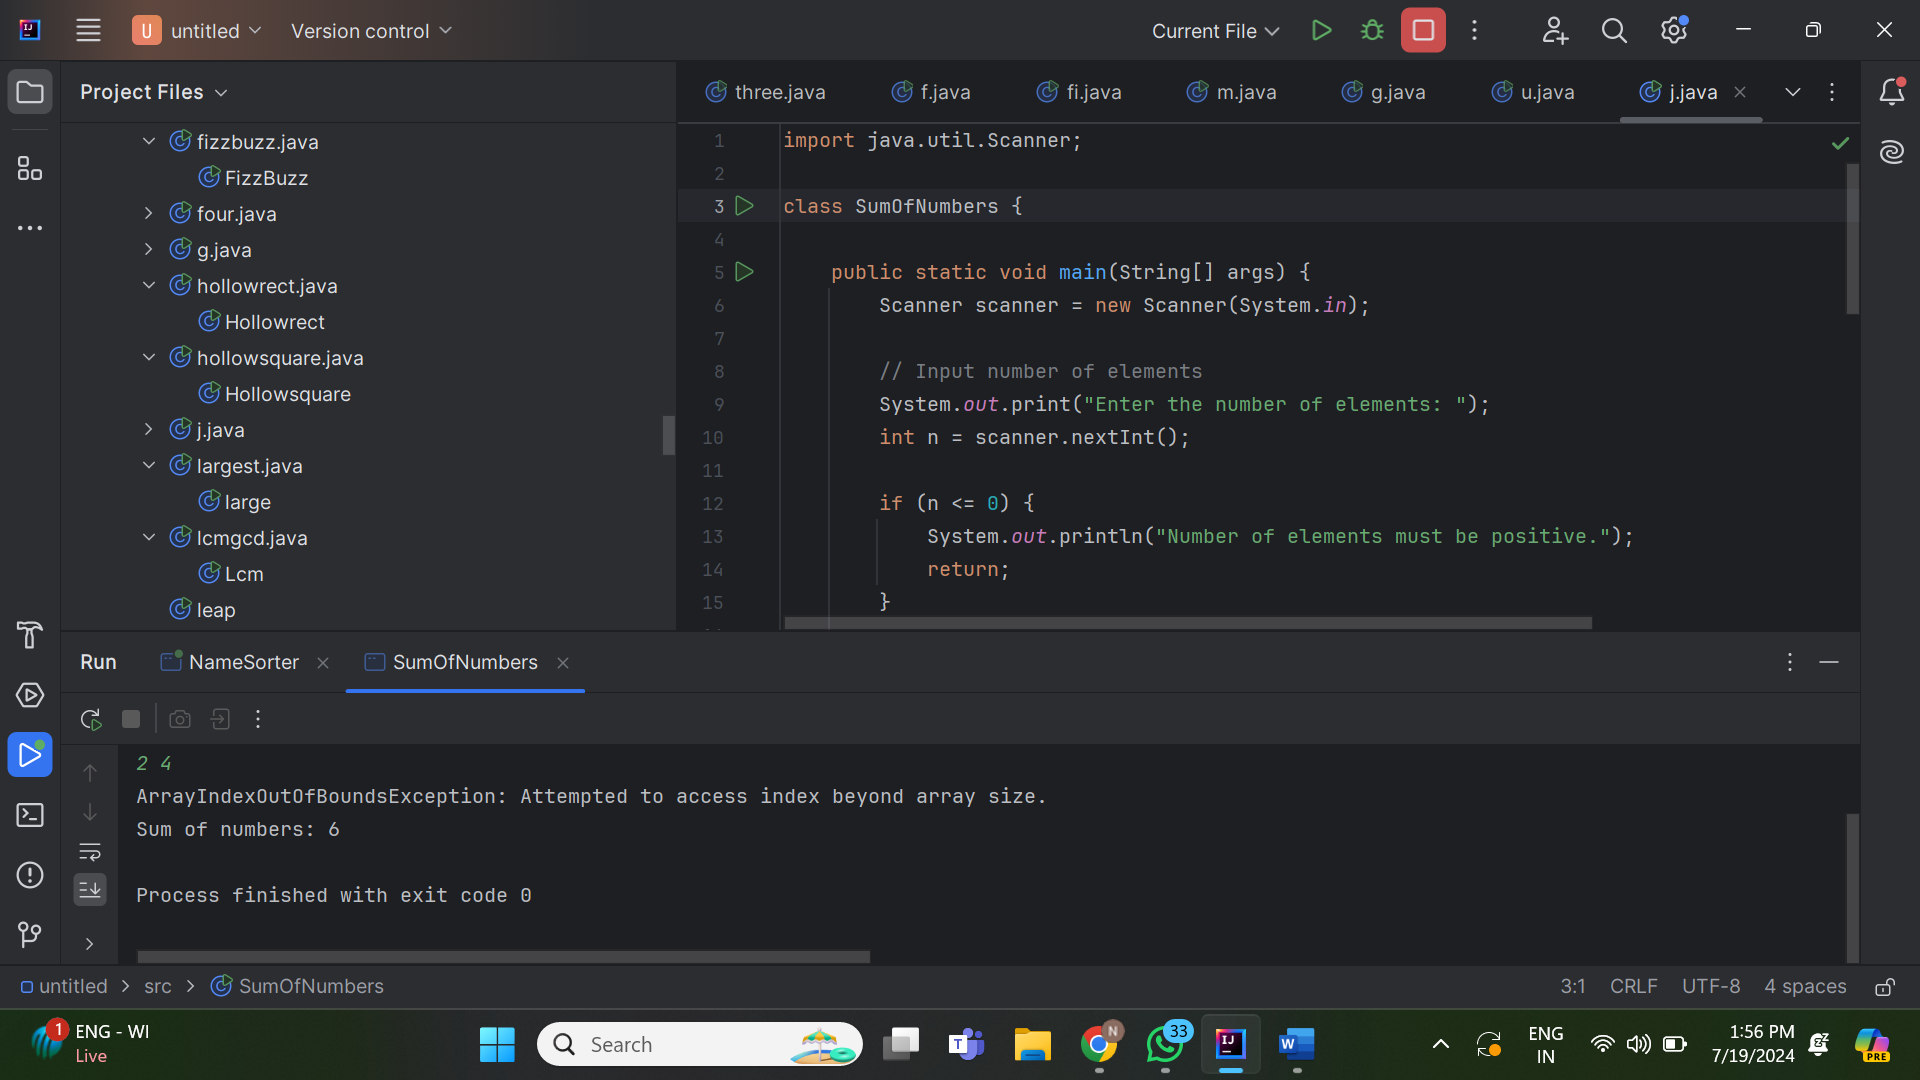 U untitled Version control Current File
Project Files
fizzbuzz.java
FizzBuzz
four.java
g.java
hollowrect.java
Hollowrect
hollowsquare.java
Hollowsquare
j.java
largest.java
large
lcmgcd.java
Lcm
leap
three.java f.java fi.java m.java g.java u.java j.java
1 import java.util.Scanner;
2
3 class SumOfNumbers {
4
5 public static void main(String[] args) {
6 Scanner scanner = new Scanner(System.in);
7
8 // Input number of elements
9 System.out.print("Enter the number of elements: ");
10 int n = scanner.nextInt();
11
12 if (n <= 0) {
13 System.out.println("Number of elements must be positive.");
14 return;
15 }
Run NameSorter SumOfNumbers
2 4
ArrayIndexOutOfBoundsException: Attempted to access index beyond array size.
Sum of numbers: 6
Process finished with exit code 0
untitled > src > SumOfNumbers 3:1 CRLF UTF-8 4 spaces
1 ENG - WI
Live
Search
T
N
33
IJ
W
ENG
IN
1:56 PM
7/19/2024
PRE